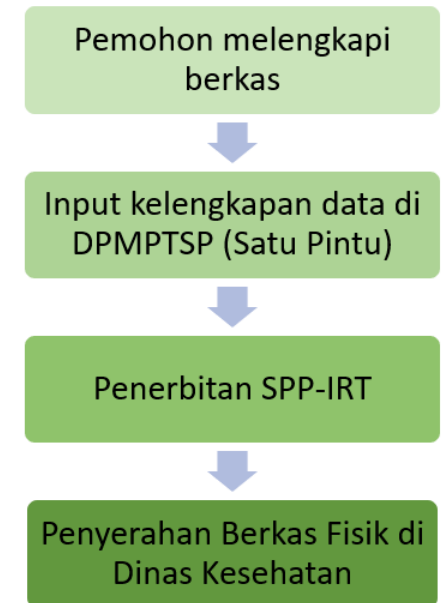 Pemohon melengkapi
berkas
Input kelengkapan data di
DPMPTSP (Satu Pintu)
Penerbitan SPP-IRT
Penyerahan Berkas Fisik di
Dinas Kesehatan